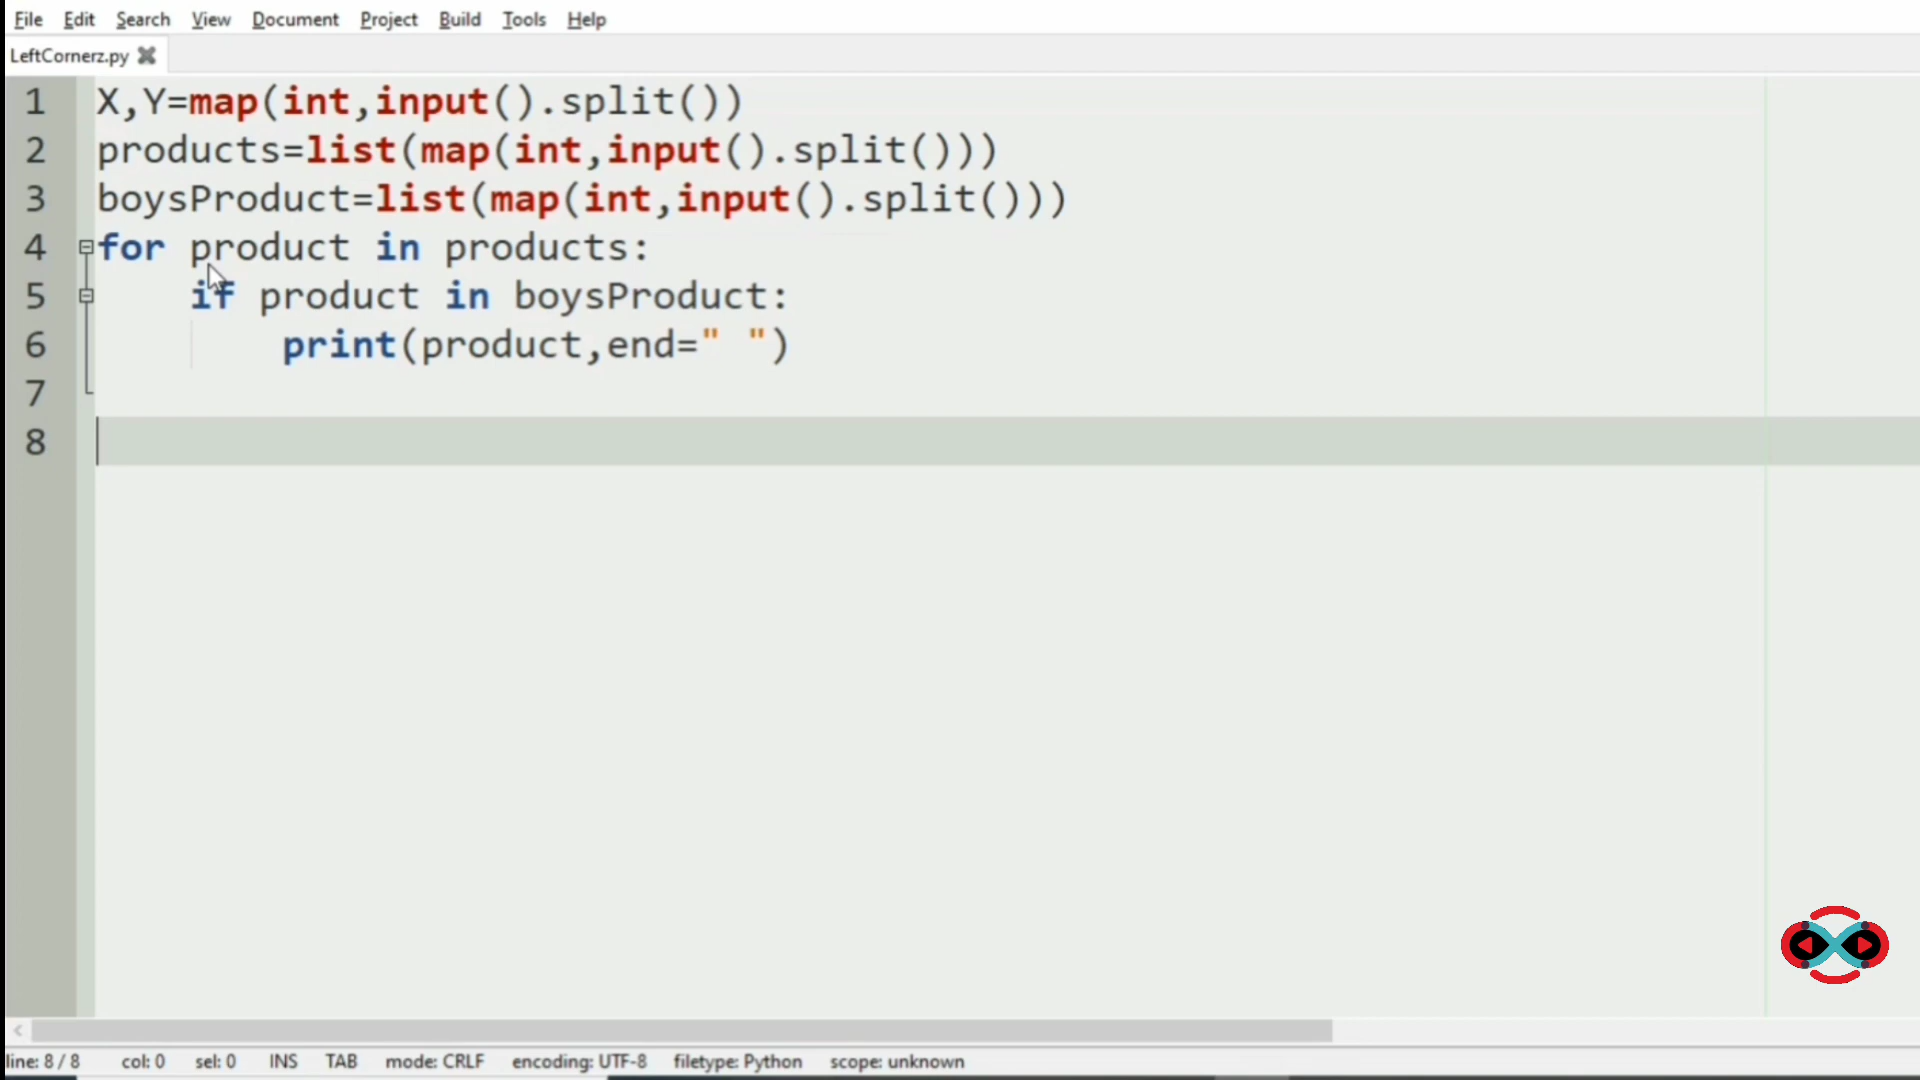 File Edit Search View Document Project Build Tools Help
LeftCornerz.py
1 X,Y=map(int,input().split())
2 products=list(map(int,input().split()))
3 boysProduct=list(map(int,input().split()))
4 for product in products:
5     if product in boysProduct:
6         print(product,end=" ")
7
8
line: 8 / 8 col: 0 sel: 0 INS TAB mode: CRLF encoding: UTF-8 filetype: Python scope: unknown